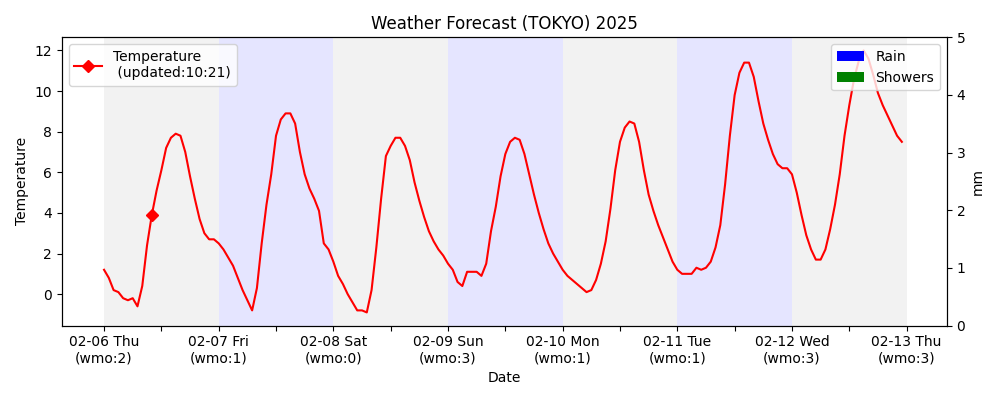 Weather Forecast (TOKYO) 2025
Temperature
(updated:10:21)
Rain
Showers
12
10
8
6
4
2
0
Temperature
5
4
3
2
1
0
mm
02-06 Thu
(wmo:2)
02-07 Fri
(wmo:1)
02-08 Sat
(wmo:0)
02-09 Sun
(wmo:3)
02-10 Mon
(wmo:1)
02-11 Tue
(wmo:1)
02-12 Wed
(wmo:3)
02-13 Thu
(wmo:3)
Date